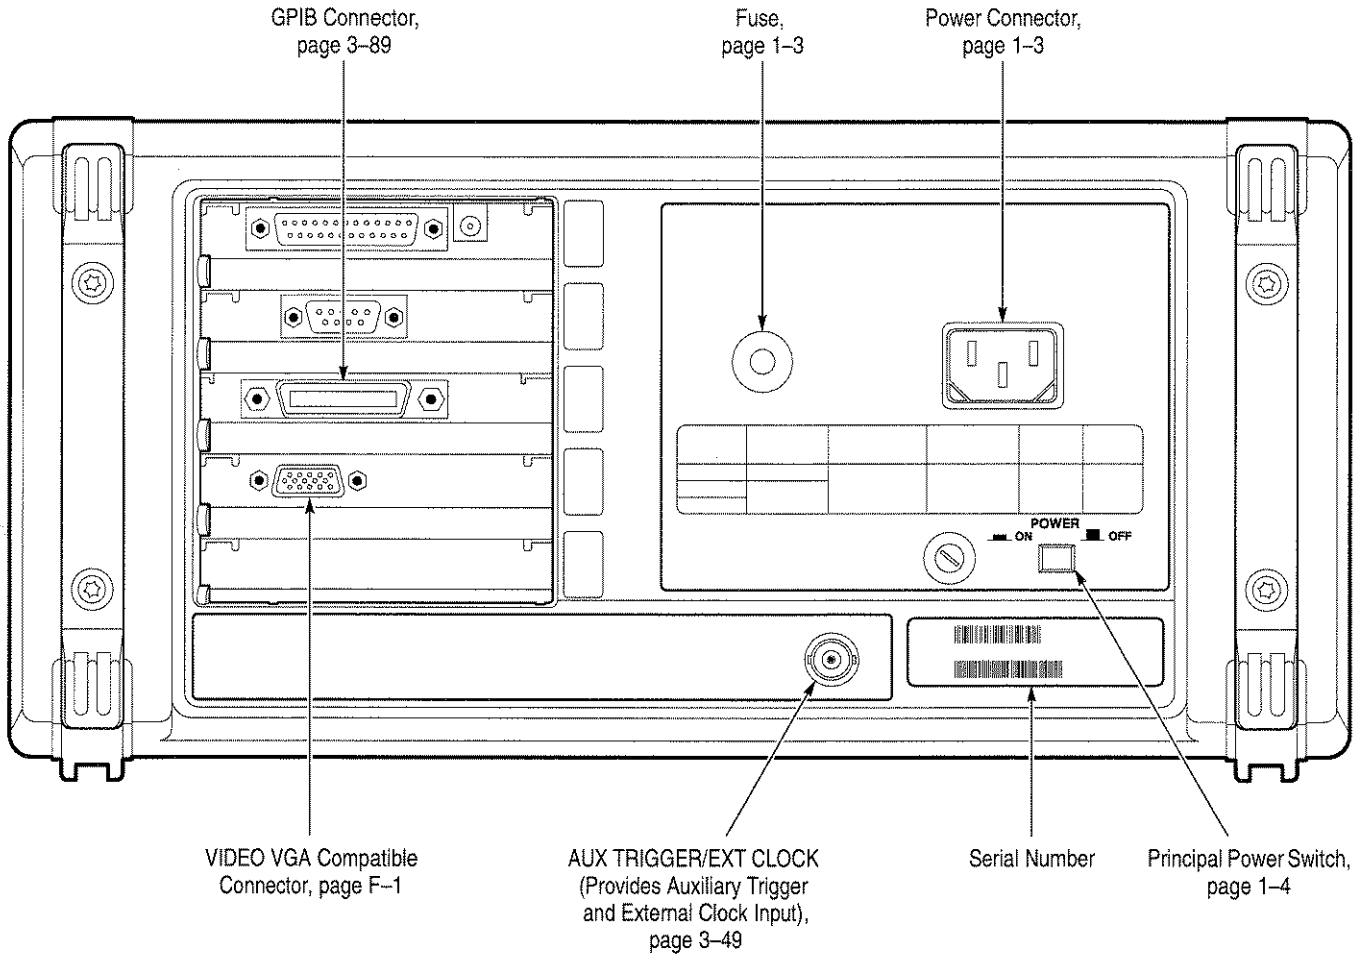 GPIB Connector,
page 3–89
Fuse,
page 1–3
Power Connector,
page 1–3
POWER
ON
OFF
VIDEO VGA Compatible
Connector, page F–1
AUX TRIGGER/EXT CLOCK
(Provides Auxiliary Trigger
and External Clock Input),
page 3–49
Serial Number
Principal Power Switch,
page 1–4